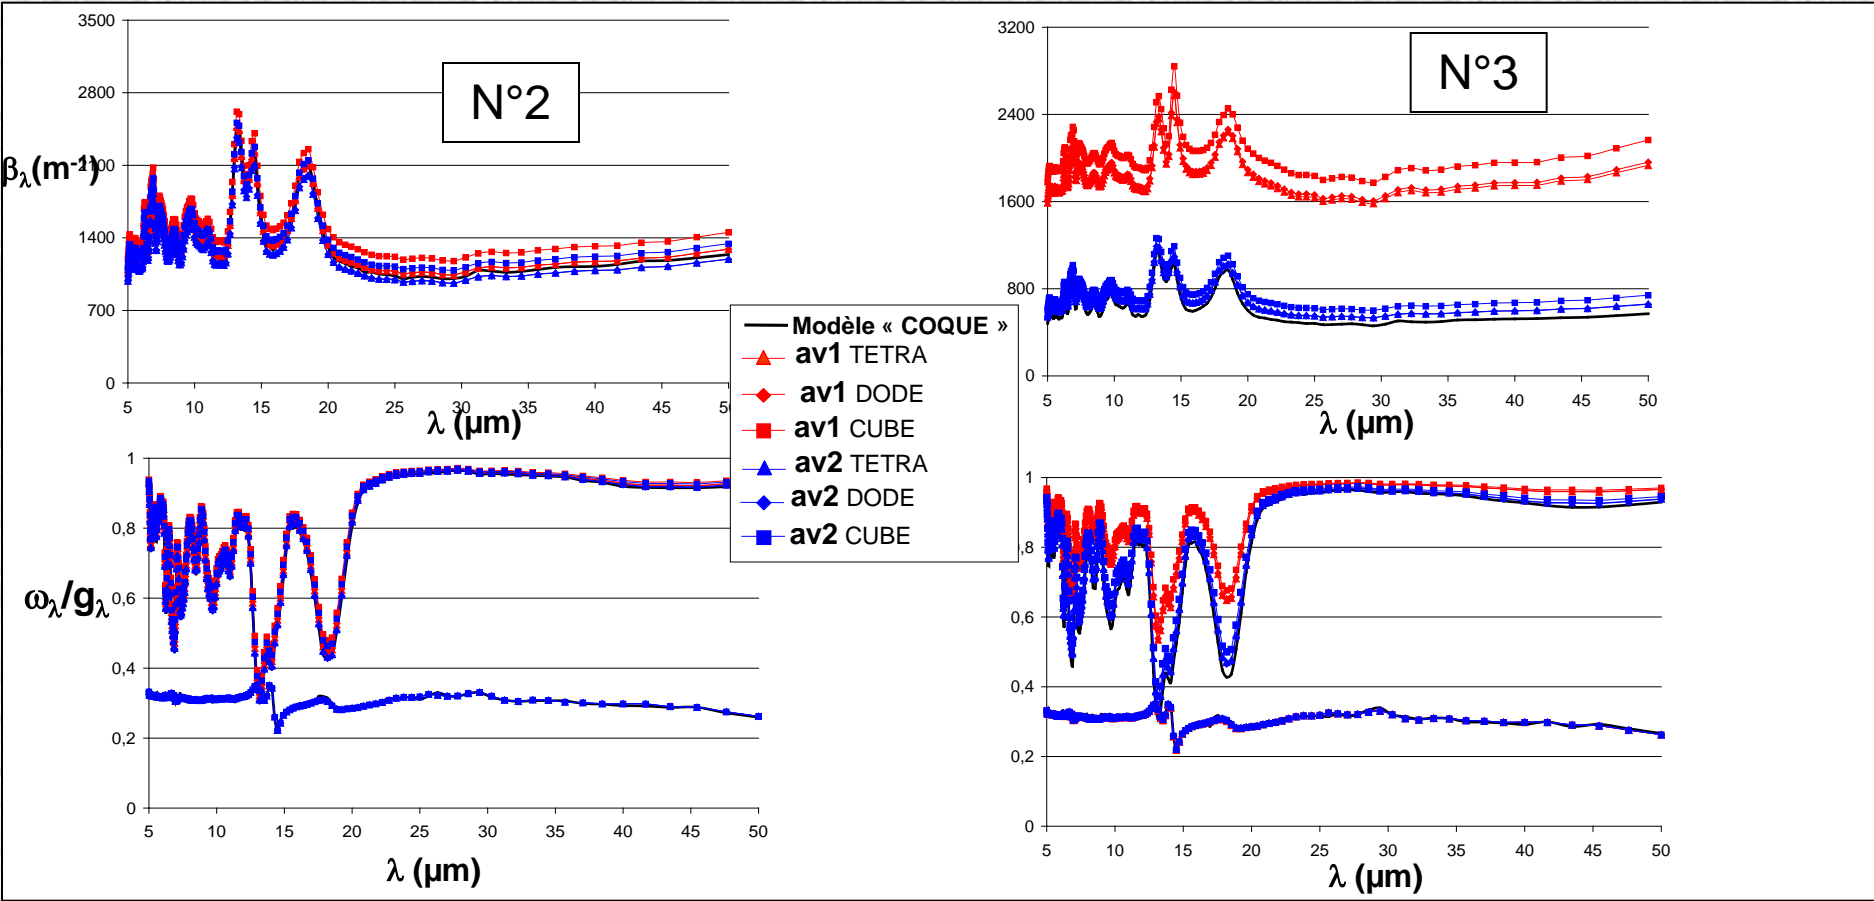 3500
2800
2100
1400
700
0
βλ(m⁻¹)
N°2
5 10 15 20 25 30 35 40 45 50
λ (µm)
3200
2400
1600
800
0
N°3
5 10 15 20 25 30 35 40 45 50
λ (µm)
Modèle « COQUE »
av1 TETRA
av1 DODE
av1 CUBE
av2 TETRA
av2 DODE
av2 CUBE
1
0,8
0,6
0,4
0,2
0
ωλ/gλ
5 10 15 20 25 30 35 40 45 50
λ (µm)
1
,8
0,6
0,4
0,2
0
5 10 15 20 25 30 35 40 45 50
λ (µm)